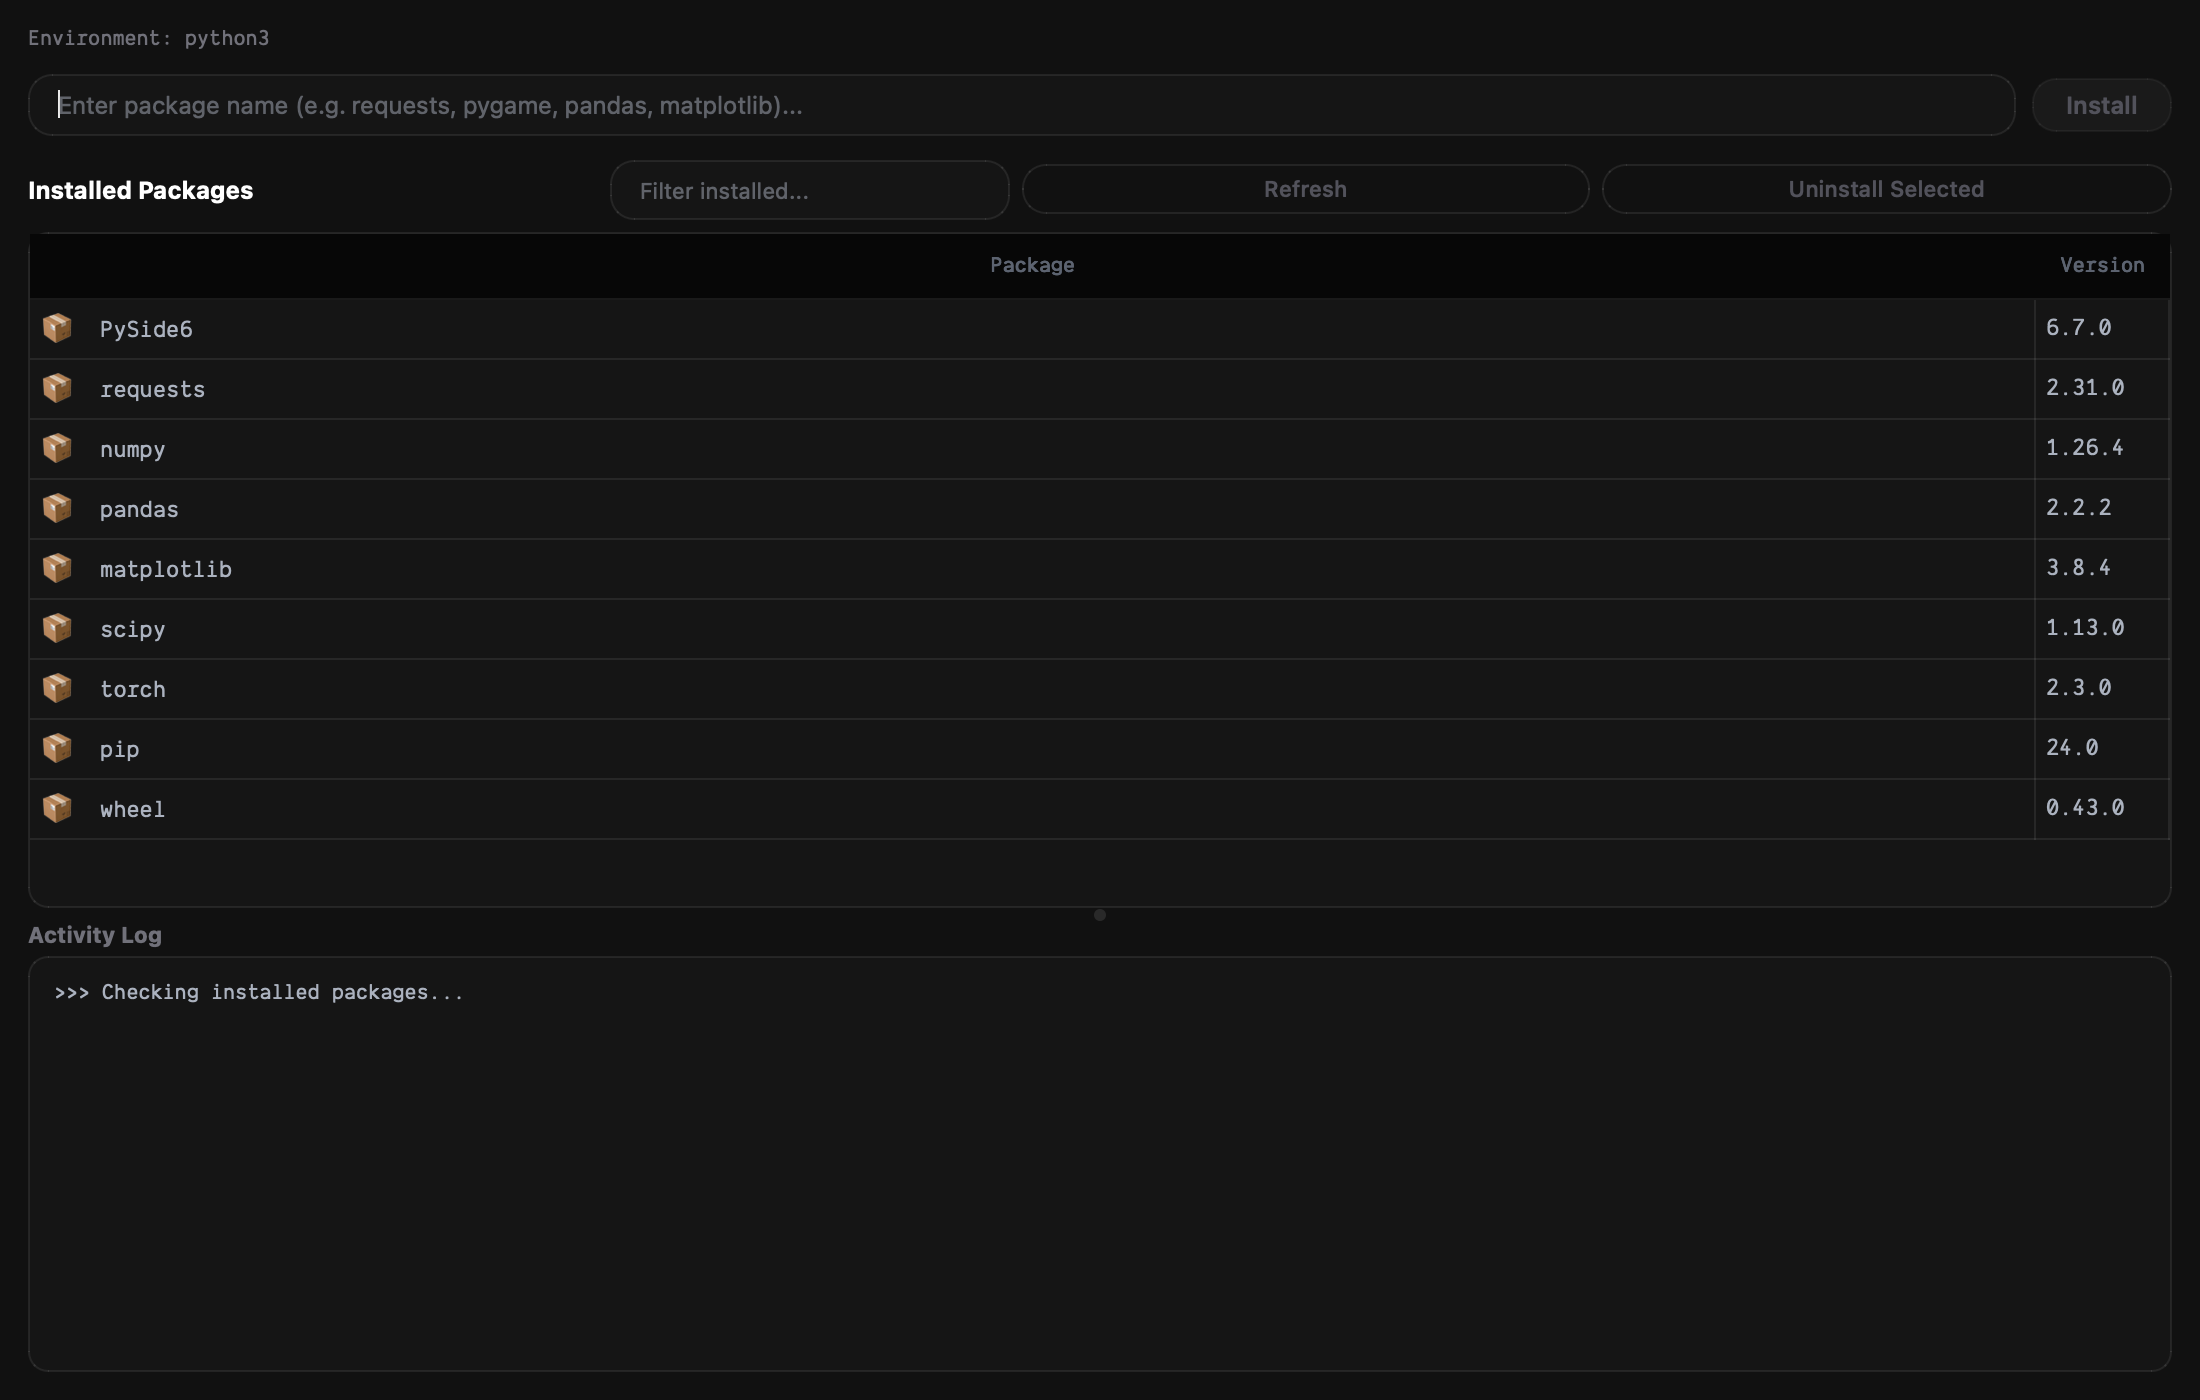 Environment: python3
Enter package name (e.g. requests, pygame, pandas, matplotlib)...
Install
Installed Packages
Filter installed...
Refresh
Uninstall Selected
Package Version
PySide6 6.7.0
requests 2.31.0
numpy 1.26.4
pandas 2.2.2
matplotlib 3.8.4
scipy 1.13.0
torch 2.3.0
pip 24.0
wheel 0.43.0
Activity Log
>>> Checking installed packages...